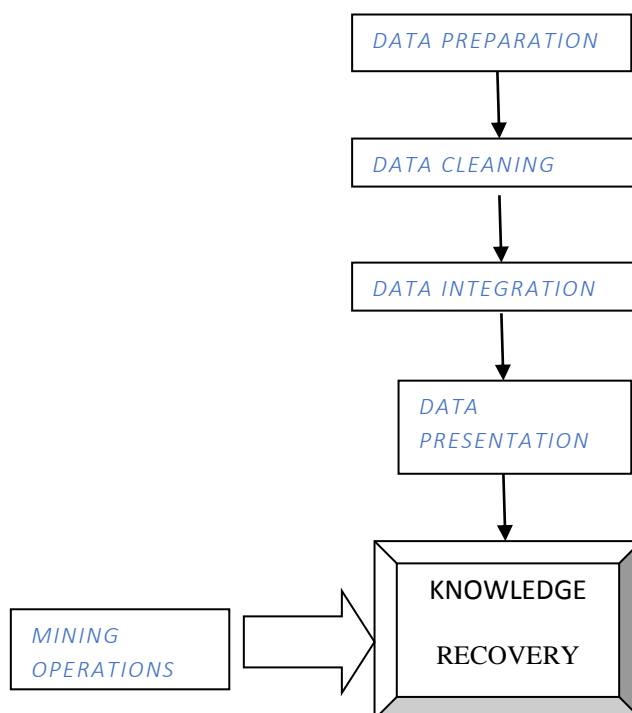 DATA PREPARATION
DATA CLEANING
DATA INTEGRATION
DATA
PRESENTATION
KNOWLEDGE
RECOVERY
MINING
OPERATIONS